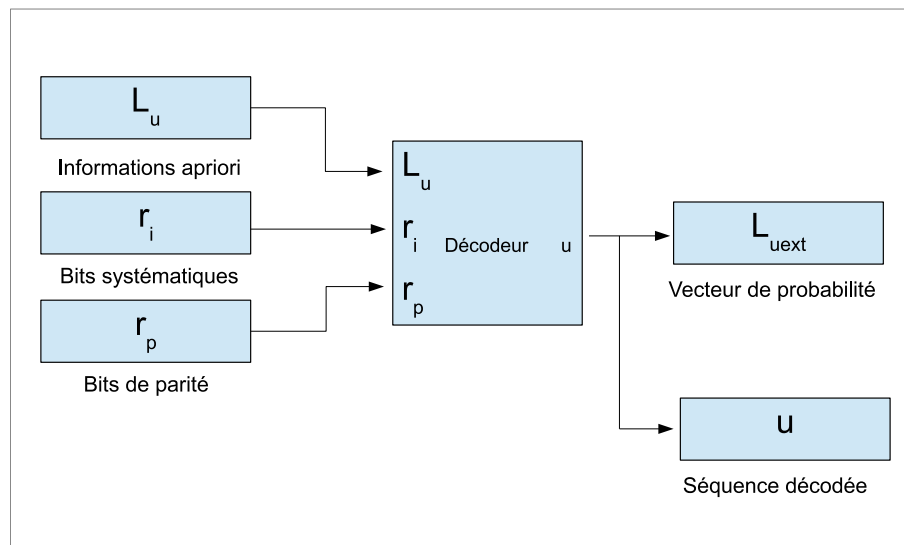 L_u
Informations apriori
r_i
Bits systématiques
r_p
Bits de parité
L_u
r_i
Décodeur u
r_p
L_uext
Vecteur de probabilité
u
Séquence décodée